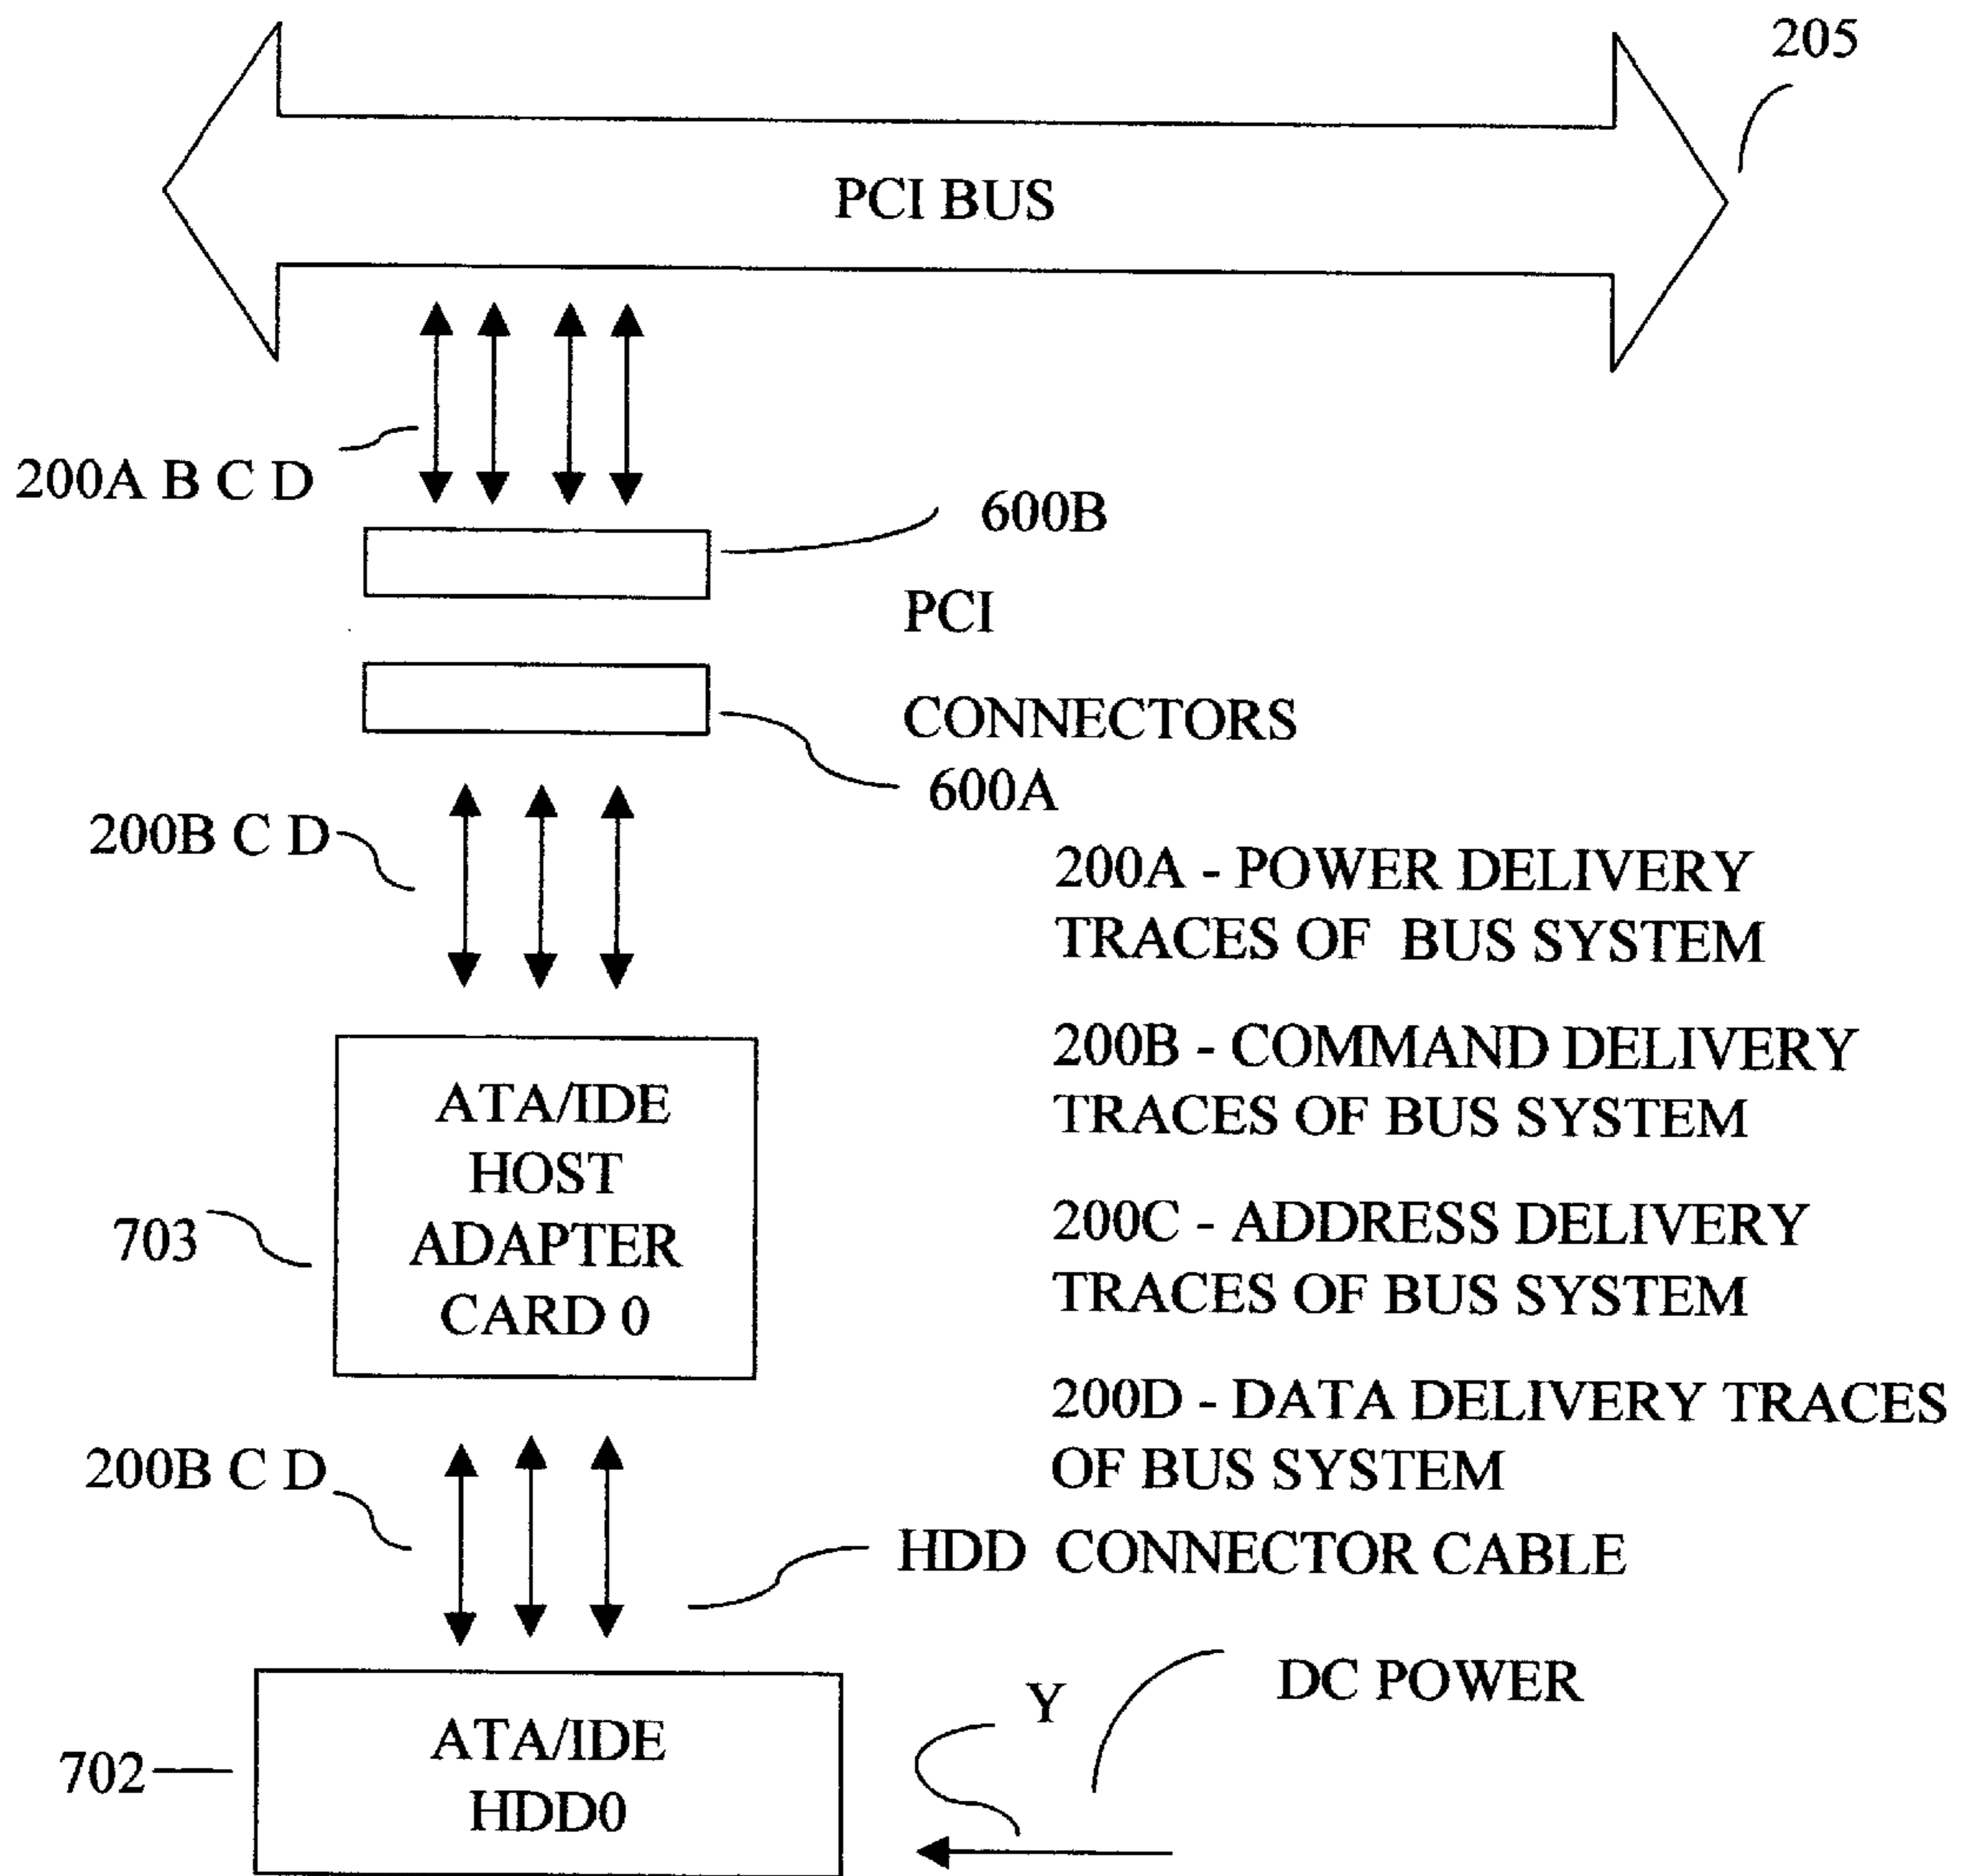 205
PCI BUS
200A B C D
600B
PCI
CONNECTORS
600A
200B C D
200A - POWER DELIVERY
TRACES OF BUS SYSTEM
200B - COMMAND DELIVERY
TRACES OF BUS SYSTEM
ATA/IDE
HOST
ADAPTER
CARD 0
703
200C - ADDRESS DELIVERY
TRACES OF BUS SYSTEM
200D - DATA DELIVERY TRACES
OF BUS SYSTEM
200B C D
HDD CONNECTOR CABLE
Y
DC POWER
702
ATA/IDE
HDD0